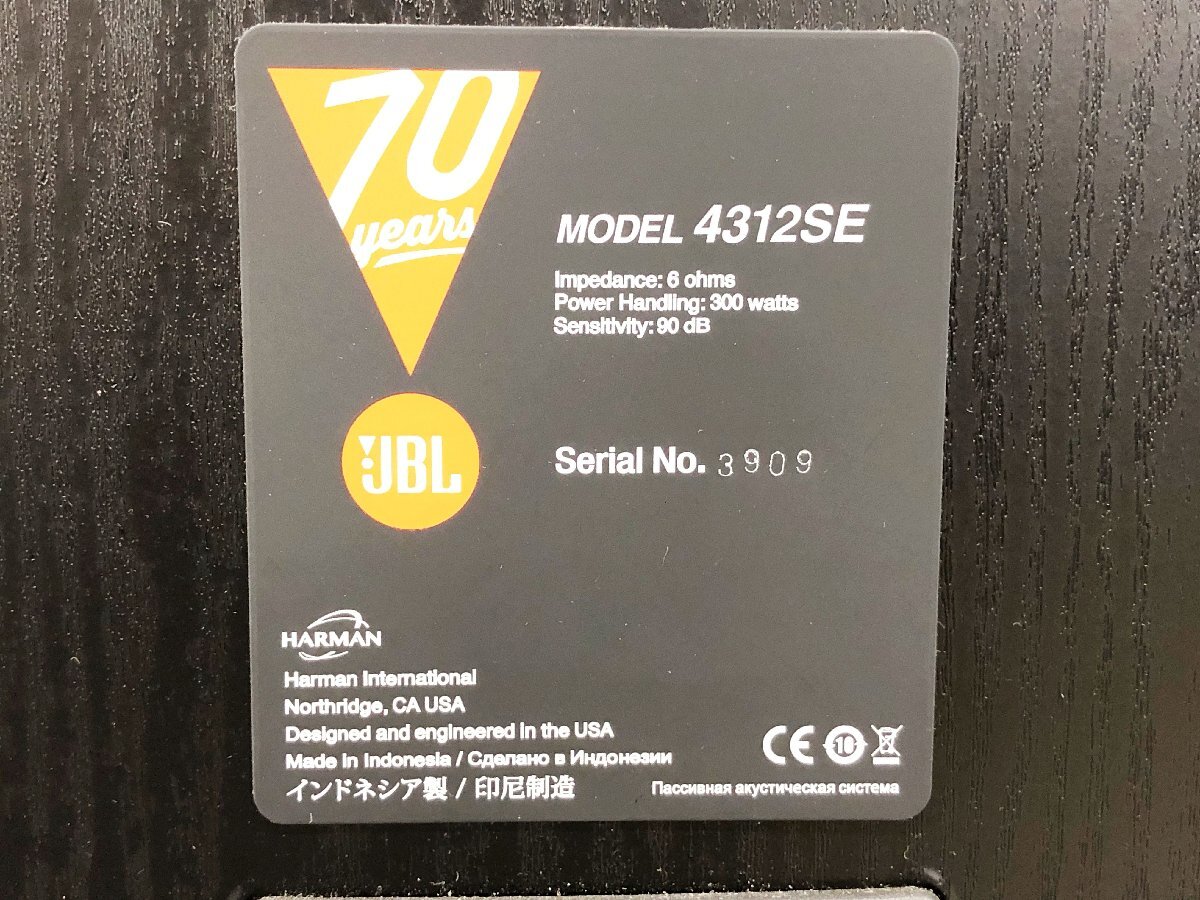 70
years
MODEL 4312SE
Impedance: 6 ohms
Power Handling: 300 watts
Sensitivity: 90 dB
JBL
Serial No. 3909
HARMAN
Harman International
Northridge, CA USA
Designed and engineered in the USA
Made in Indonesia / Сделано в Индонезии
インドネシア製 / 印尼制造
CE 10
Пассивная акустическая система